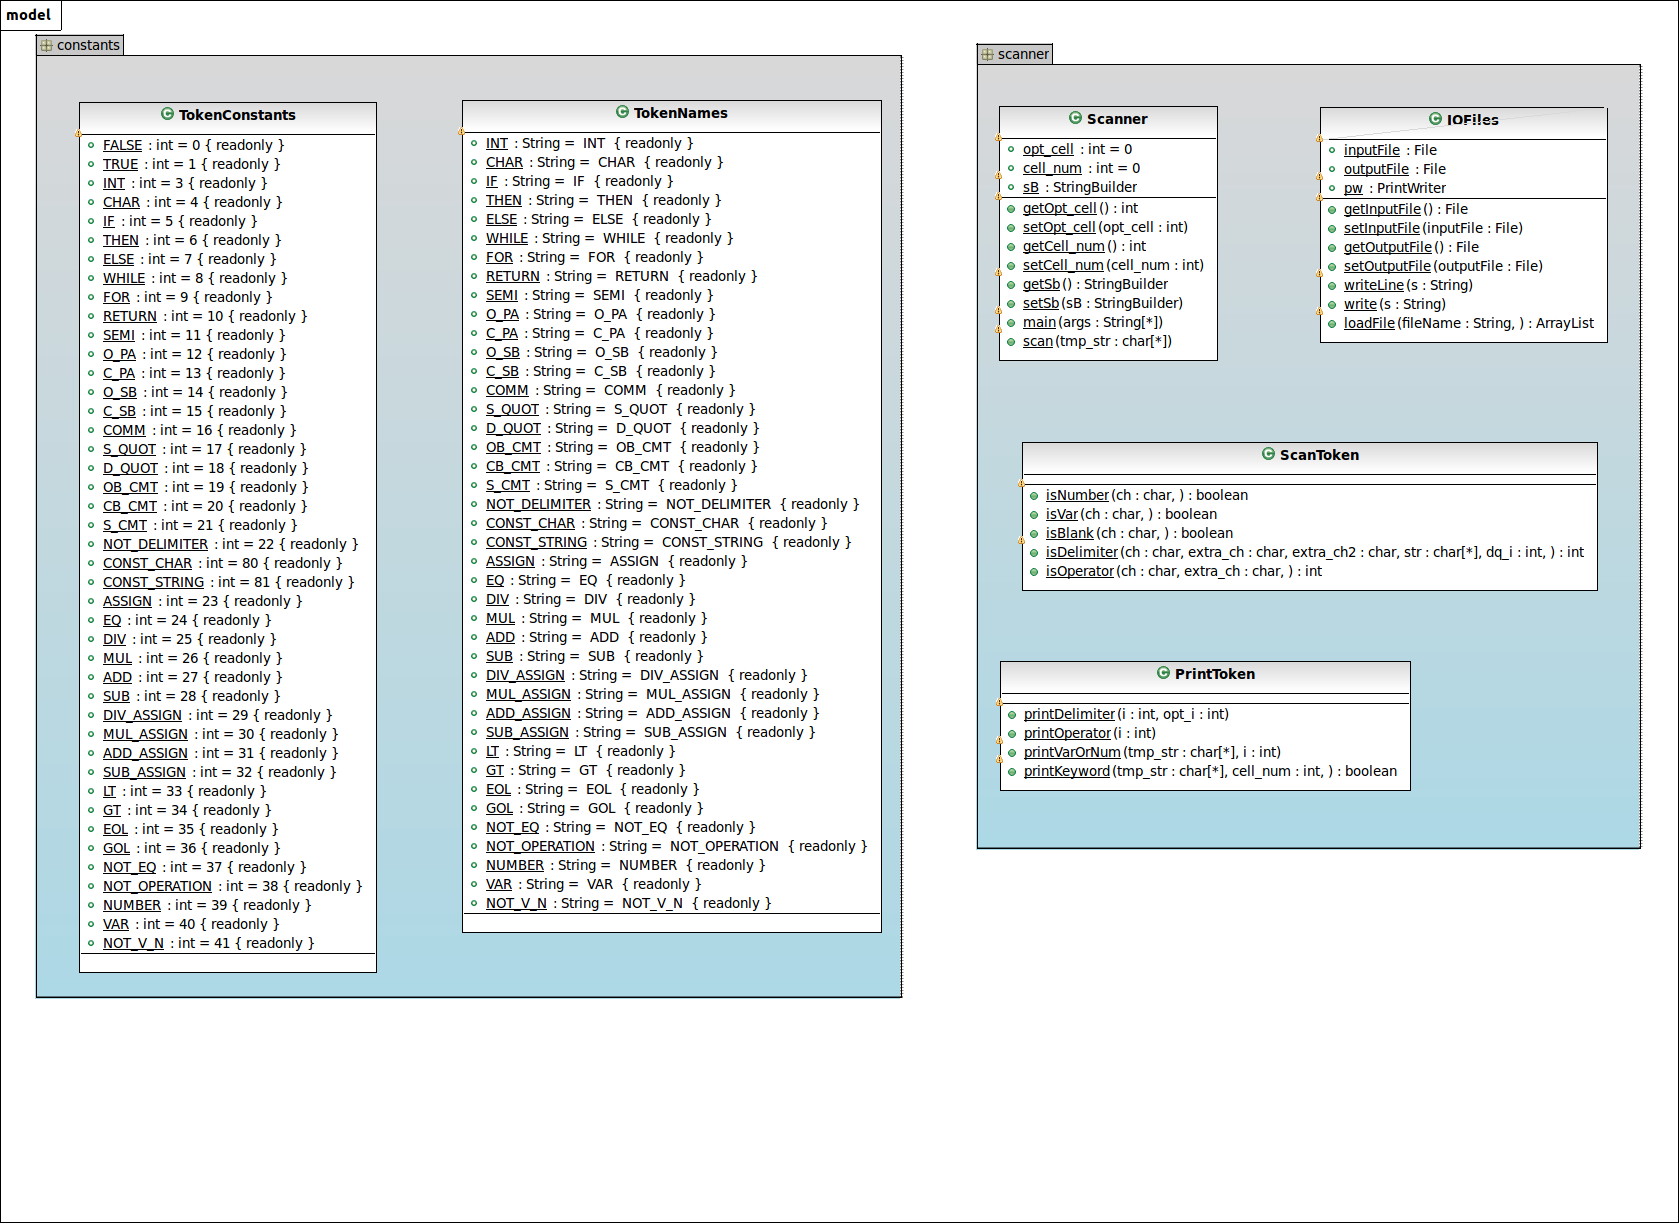 model
constants
TokenConstants
FALSE : int = 0 { readonly }
TRUE : int = 1 { readonly }
INT : int = 3 { readonly }
CHAR : int = 4 { readonly }
IF : int = 5 { readonly }
THEN : int = 6 { readonly }
ELSE : int = 7 { readonly }
WHILE : int = 8 { readonly }
FOR : int = 9 { readonly }
RETURN : int = 10 { readonly }
SEMI : int = 11 { readonly }
O_PA : int = 12 { readonly }
C_PA : int = 13 { readonly }
O_SB : int = 14 { readonly }
C_SB : int = 15 { readonly }
COMM : int = 16 { readonly }
S_QUOT : int = 17 { readonly }
D_QUOT : int = 18 { readonly }
OB_CMT : int = 19 { readonly }
CB_CMT : int = 20 { readonly }
S_CMT : int = 21 { readonly }
NOT_DELIMITER : int = 22 { readonly }
CONST_CHAR : int = 80 { readonly }
CONST_STRING : int = 81 { readonly }
ASSIGN : int = 23 { readonly }
EQ : int = 24 { readonly }
DIV : int = 25 { readonly }
MUL : int = 26 { readonly }
ADD : int = 27 { readonly }
SUB : int = 28 { readonly }
DIV_ASSIGN : int = 29 { readonly }
MUL_ASSIGN : int = 30 { readonly }
ADD_ASSIGN : int = 31 { readonly }
SUB_ASSIGN : int = 32 { readonly }
LT : int = 33 { readonly }
GT : int = 34 { readonly }
EOL : int = 35 { readonly }
GOL : int = 36 { readonly }
NOT_EQ : int = 37 { readonly }
NOT_OPERATION : int = 38 { readonly }
NUMBER : int = 39 { readonly }
VAR : int = 40 { readonly }
NOT_V_N : int = 41 { readonly }
TokenNames
INT : String = INT { readonly }
CHAR : String = CHAR { readonly }
IF : String = IF { readonly }
THEN : String = THEN { readonly }
ELSE : String = ELSE { readonly }
WHILE : String = WHILE { readonly }
FOR : String = FOR { readonly }
RETURN : String = RETURN { readonly }
SEMI : String = SEMI { readonly }
O_PA : String = O_PA { readonly }
C_PA : String = C_PA { readonly }
O_SB : String = O_SB { readonly }
C_SB : String = C_SB { readonly }
COMM : String = COMM { readonly }
S_QUOT : String = S_QUOT { readonly }
D_QUOT : String = D_QUOT { readonly }
OB_CMT : String = OB_CMT { readonly }
CB_CMT : String = CB_CMT { readonly }
S_CMT : String = S_CMT { readonly }
NOT_DELIMITER : String = NOT_DELIMITER { readonly }
CONST_CHAR : String = CONST_CHAR { readonly }
CONST_STRING : String = CONST_STRING { readonly }
ASSIGN : String = ASSIGN { readonly }
EQ : String = EQ { readonly }
DIV : String = DIV { readonly }
MUL : String = MUL { readonly }
ADD : String = ADD { readonly }
SUB : String = SUB { readonly }
DIV_ASSIGN : String = DIV_ASSIGN { readonly }
MUL_ASSIGN : String = MUL_ASSIGN { readonly }
ADD_ASSIGN : String = ADD_ASSIGN { readonly }
SUB_ASSIGN : String = SUB_ASSIGN { readonly }
LT : String = LT { readonly }
GT : String = GT { readonly }
EOL : String = EOL { readonly }
GOL : String = GOL { readonly }
NOT_EQ : String = NOT_EQ { readonly }
NOT_OPERATION : String = NOT_OPERATION { readonly }
NUMBER : String = NUMBER { readonly }
VAR : String = VAR { readonly }
NOT_V_N : String = NOT_V_N { readonly }
scanner
Scanner
opt_cell : int = 0
cell_num : int = 0
sB : StringBuilder
getOpt_cell() : int
setOpt_cell(opt_cell : int)
getCell_num() : int
setCell_num(cell_num : int)
getSb() : StringBuilder
setSb(sB : StringBuilder)
main(args : String[*])
scan(tmp_str : char[*])
IOFiles
inputFile : File
outputFile : File
pw : PrintWriter
getInputFile() : File
setInputFile(inputFile : File)
getOutputFile() : File
setOutputFile(outputFile : File)
writeLine(s : String)
write(s : String)
loadFile(fileName : String, ) : ArrayList
ScanToken
isNumber(ch : char, ) : boolean
isVar(ch : char, ) : boolean
isBlank(ch : char, ) : boolean
isDelimiter(ch : char, extra_ch : char, extra_ch2 : char, str : char[*], dq_i : int, ) : int
isOperator(ch : char, extra_ch : char, ) : int
PrintToken
printDelimiter(i : int, opt_i : int)
printOperator(i : int)
printVarOrNum(tmp_str : char[*], i : int)
printKeyword(tmp_str : char[*], cell_num : int, ) : boolean